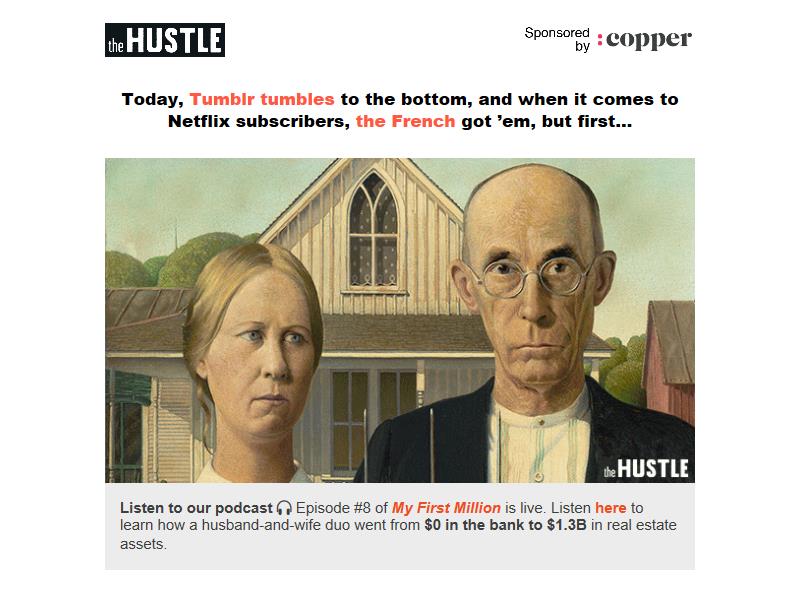 the HUSTLE
Sponsored
by :copper
Today, Tumblr tumbles to the bottom, and when it comes to
Netflix subscribers, the French got ’em, but first...
the HUSTLE
Listen to our podcast 🎧 Episode #8 of My First Million is live. Listen here to
learn how a husband-and-wife duo went from $0 in the bank to $1.3B in real estate
assets.